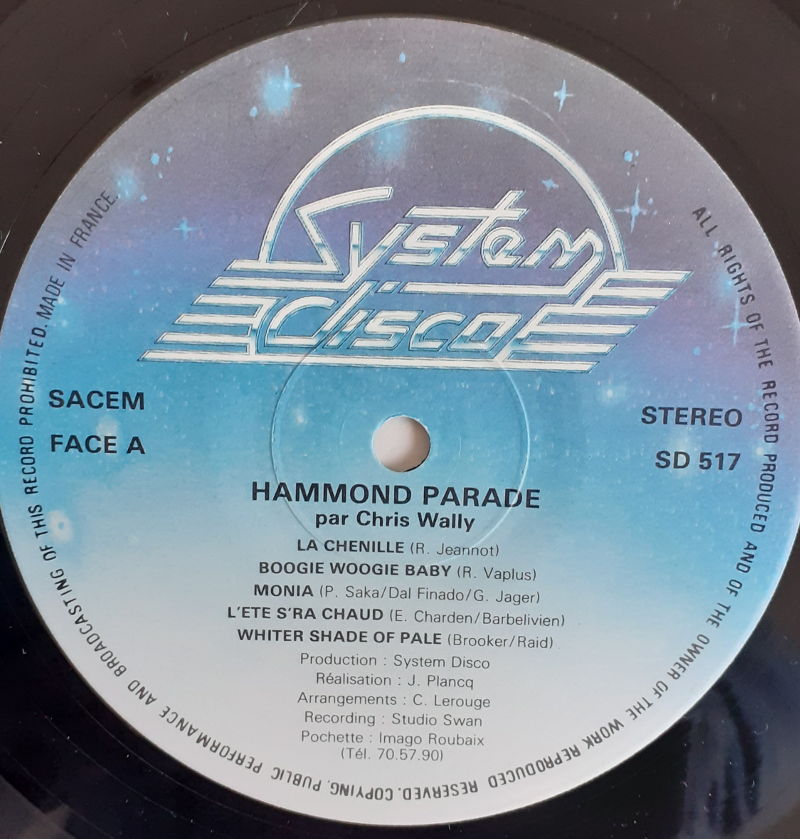 System
disco
SACEM
FACE A
STEREO
SD 517
HAMMOND PARADE
par Chris Wally
LA CHENILLE (R. Jeannot)
BOOGIE WOOGIE BABY (R. Vaplus)
MONIA (P. Saka/Dal Finado/G. Jager)
L'ETE S'RA CHAUD (E. Charden/Barbelivien)
WHITER SHADE OF PALE (Brooker/Raid)
Production : System Disco
Réalisation : J. Plancq
Arrangements : C. Lerouge
Recording : Studio Swan
Pochette : Imago Roubaix
(Tél. 70.57.90)
ALL RIGHTS OF THE RECORD PRODUCED AND OF THE OWNER OF THE WORK REPRODUCED RESERVED.COPYING.PUBLIC PERFORMANCE AND BROADCASTING OF THIS RECORD PROHIBITED. MADE IN FRANCE.